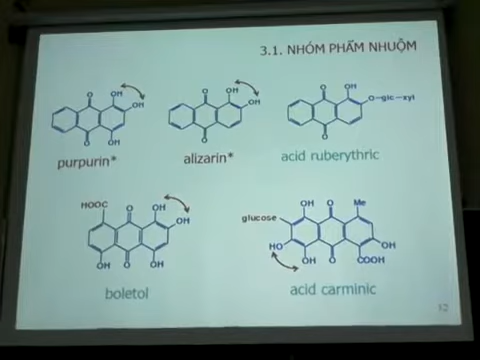 3.1. NHÓM PHẨM NHUỘM
O OH OH O OH
purpurin*
O OH OH O
alizarin*
O OH O-glc-xyl O
acid ruberythric
HOOC O OH OH OH O OH
boletol
OH O Me glucose HO OH O OH COOH
acid carminic
12